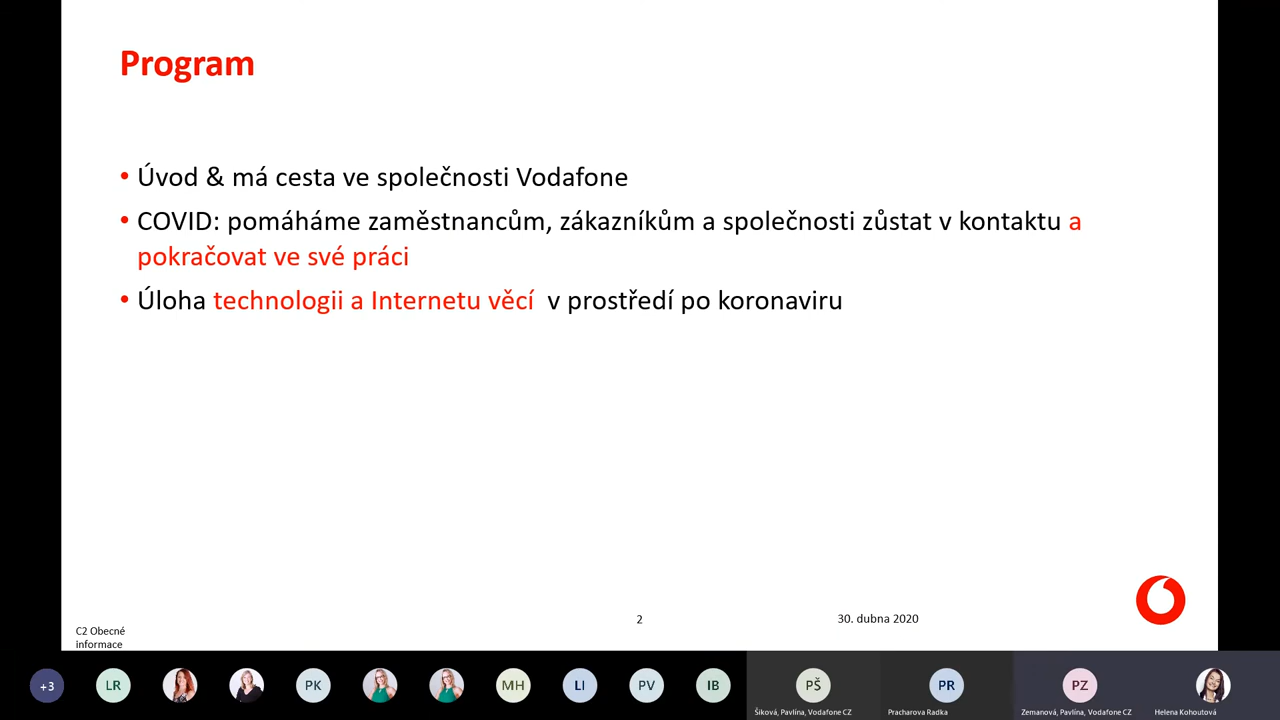 Program
• Úvod & má cesta ve společnosti Vodafone
• COVID: pomáháme zaměstnancům, zákazníkům a společnosti zůstat v kontaktu a
pokračovat ve své práci
• Úloha technologii a Internetu věcí v prostředí po koronaviru
C2 Obecné
informace
2
30. dubna 2020
+3
LR
PK
MH
LI
PV
IB
PŠ
PR
PZ
Šiková, Pavlína, Vodafone CZ
Pracharova Radka
Zemanová, Pavlína, Vodafone CZ
Helena Kohoutová